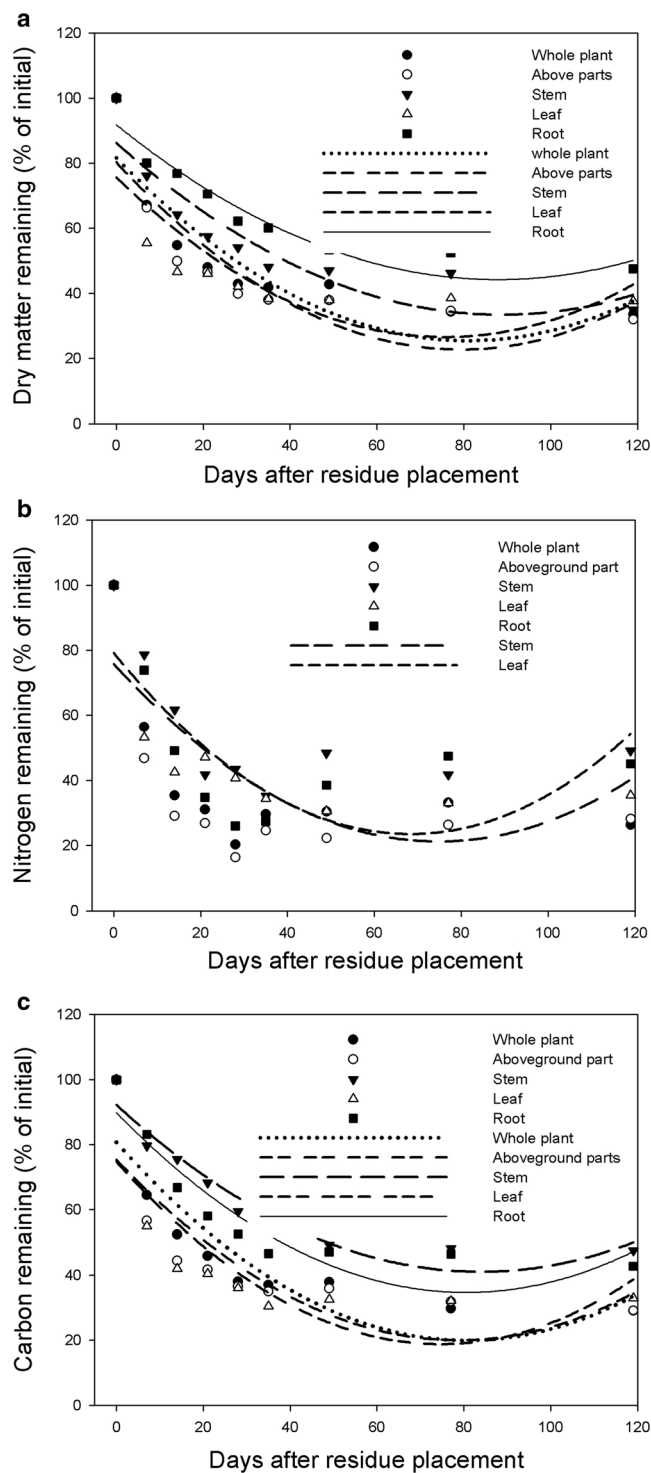 a
120
100
80
60
40
20
0
Dry matter remaining (% of initial)
Whole plant
Above parts
Stem
Leaf
Root
whole plant
Above parts
Stem
Leaf
Root
0 20 40 60 80 100 120
Days after residue placement
b
120
100
80
60
40
20
0
Nitrogen remaining (% of initial)
Whole plant
Aboveground part
Stem
Leaf
Root
Stem
Leaf
0 20 40 60 80 100 120
Days after residue placement
c
120
100
80
60
40
20
0
Carbon remaining (% of initial)
Whole plant
Aboveground part
Stem
Leaf
Root
Whole plant
Aboveground parts
Stem
Leaf
Root
0 20 40 60 80 100 120
Days after residue placement